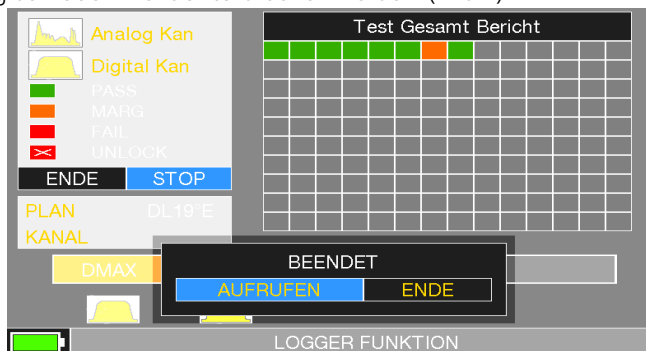 Analog Kan
Digital Kan
PASS
MARG
FAIL
UNLOCK
ENDE STOP
PLAN DL19°E
KANAL
Test Gesamt Bericht
DMAX
BEENDET
AUFRUFEN ENDE
LOGGER FUNKTION